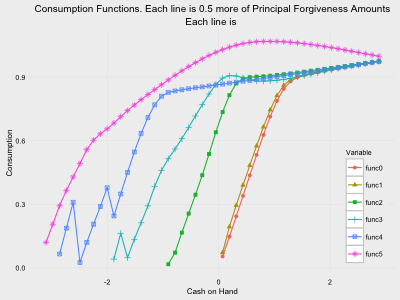 Consumption Functions. Each line is 0.5 more of Principal Forgiveness Amounts
Each line is
Consumption
0.9
0.6
0.3
0.0
-2
0
2
Cash on Hand
Variable
func0
func1
func2
func3
func4
func5